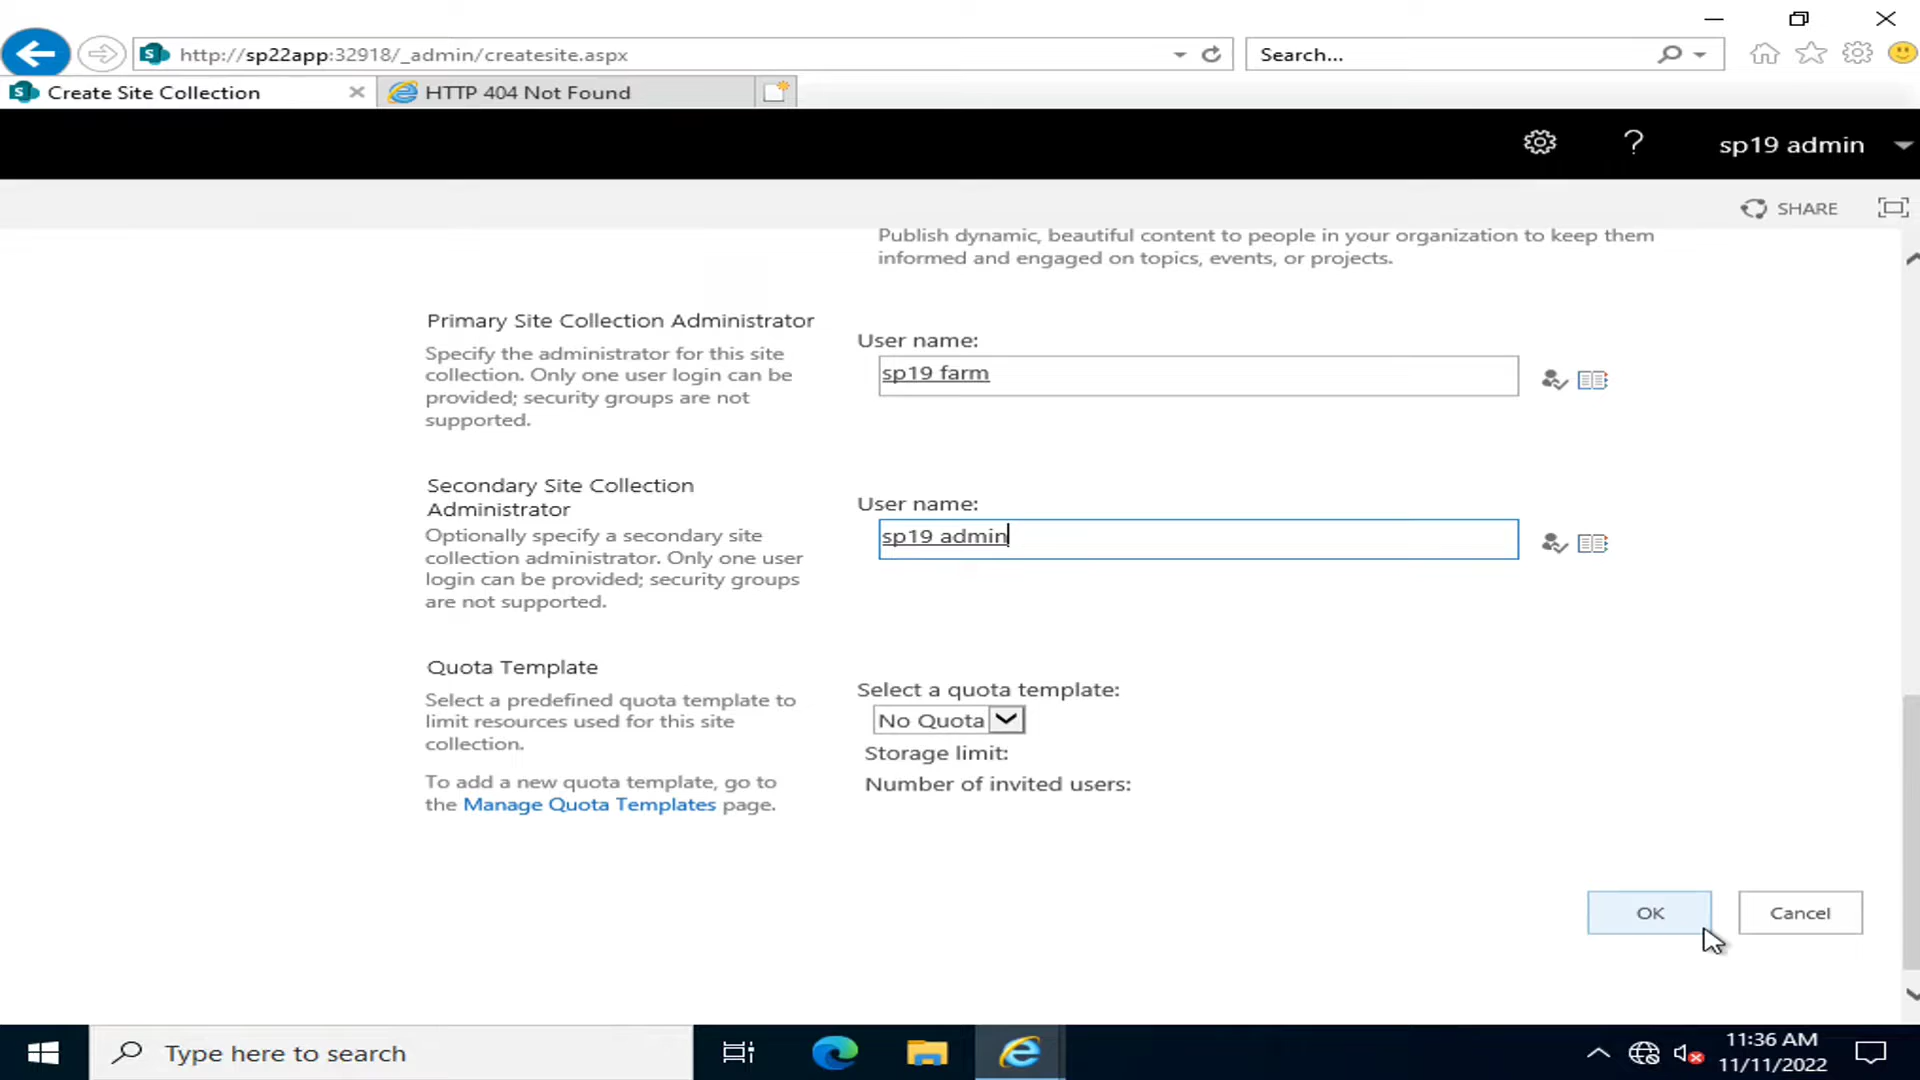 http://sp22app:32918/_admin/createsite.aspx
Search...
Create Site Collection
HTTP 404 Not Found
?
sp19 admin
SHARE
Publish dynamic, beautiful content to people in your organization to keep them
informed and engaged on topics, events, or projects.
Primary Site Collection Administrator
Specify the administrator for this site
collection. Only one user login can be
provided; security groups are not
supported.
User name:
sp19 farm
Secondary Site Collection
Administrator
Optionally specify a secondary site
collection administrator. Only one user
login can be provided; security groups
are not supported.
User name:
sp19 admin
Quota Template
Select a predefined quota template to
limit resources used for this site
collection.
To add a new quota template, go to
the Manage Quota Templates page.
Select a quota template:
No Quota
Storage limit:
Number of invited users:
OK
Cancel
Type here to search
11:36 AM
11/11/2022